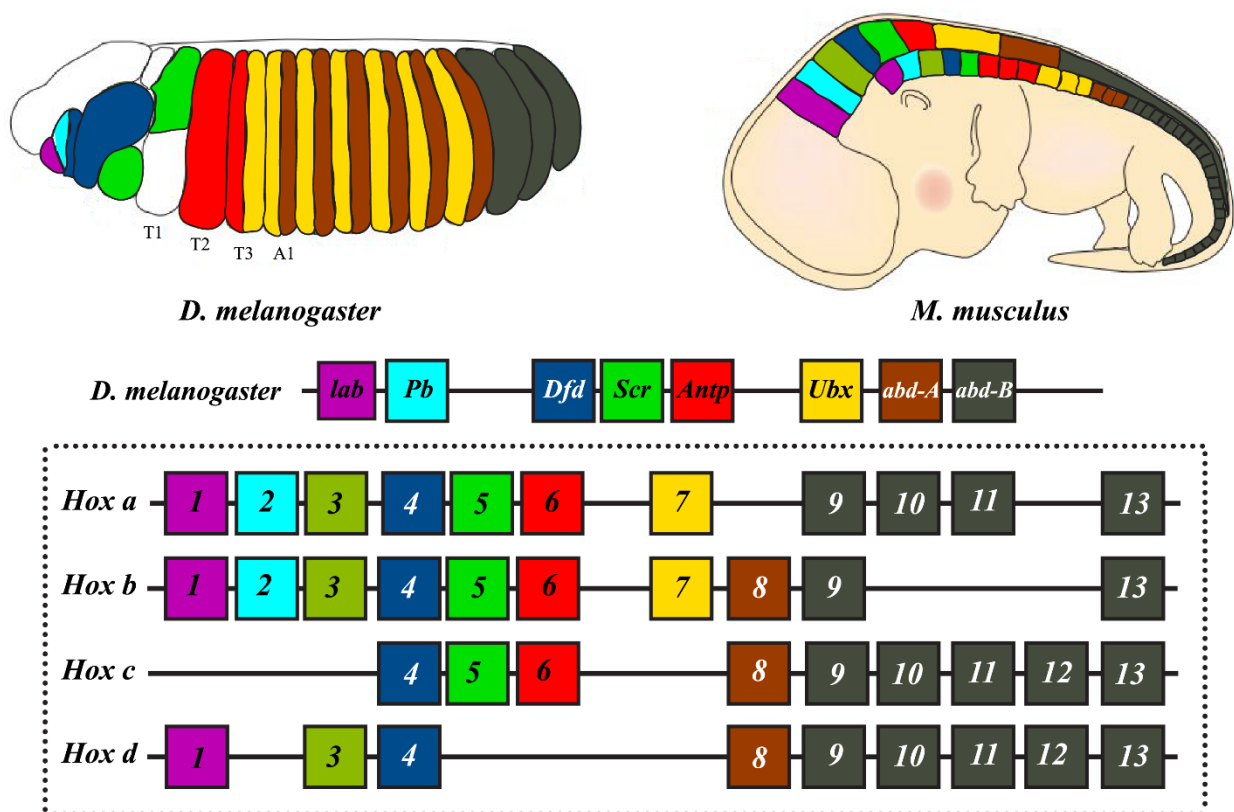 T1
T2
T3
A1
D. melanogaster
M. musculus
D. melanogaster lab Pb Dfd Scr Antp Ubx abd-A abd-B
Hox a 1 2 3 4 5 6 7 9 10 11 13
Hox b 1 2 3 4 5 6 7 8 9 13
Hox c 4 5 6 8 9 10 11 12 13
Hox d 1 3 4 8 9 10 11 12 13